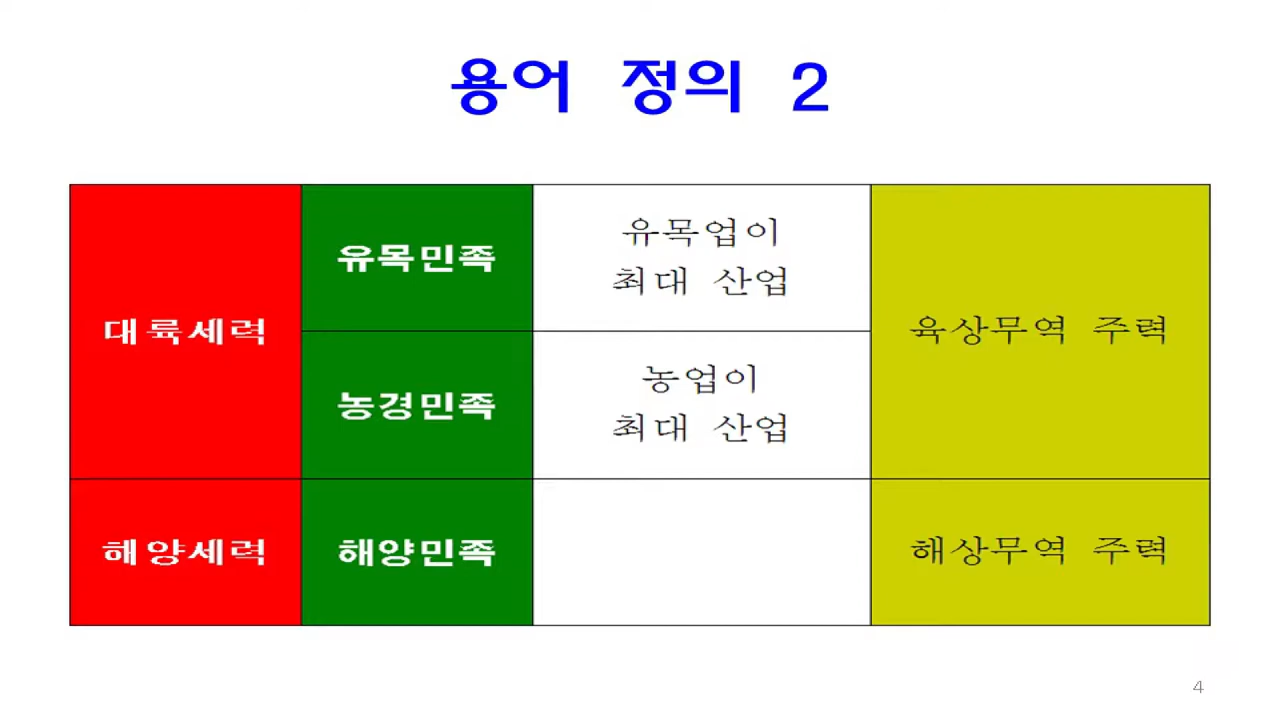 용어 정의 2
대륙세력
유목민족
유목업이
최대 산업
육상무역 주력
농경민족
농업이
최대 산업
해양세력
해양민족
해상무역 주력
4